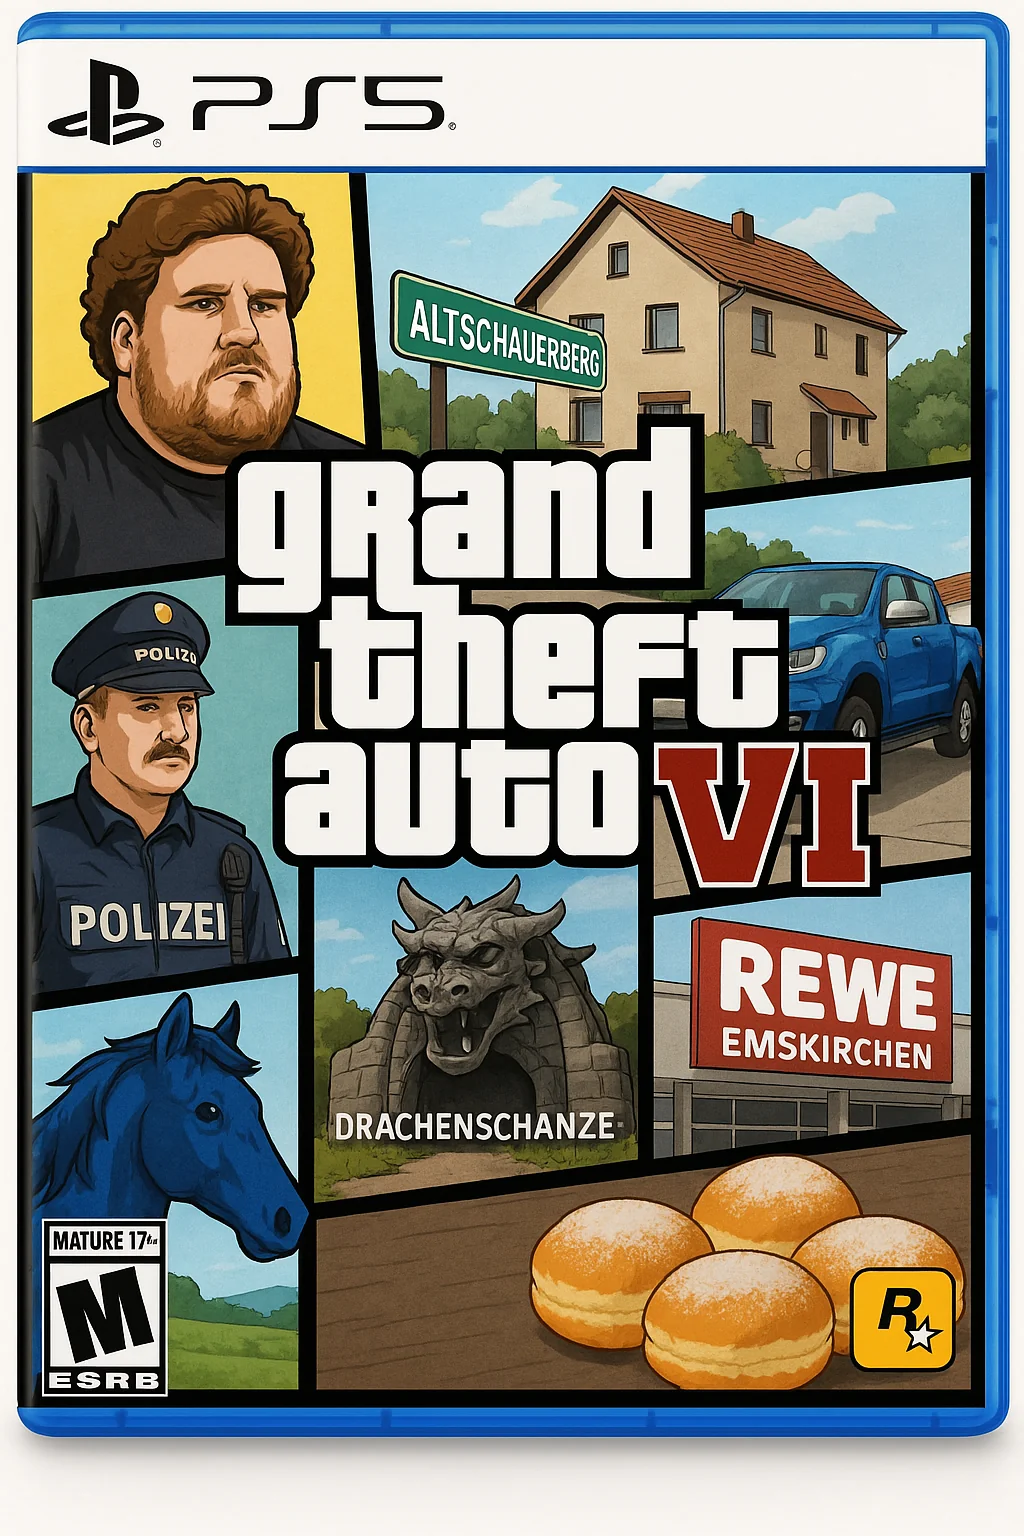 PS5
ALTSCHAUERBERG
grand
theft
auto VI
POLIZO
POLIZEI
DRACHENSCHANZE
REWE
EMSKIRCHEN
MATURE 17+
M
ESRB
R